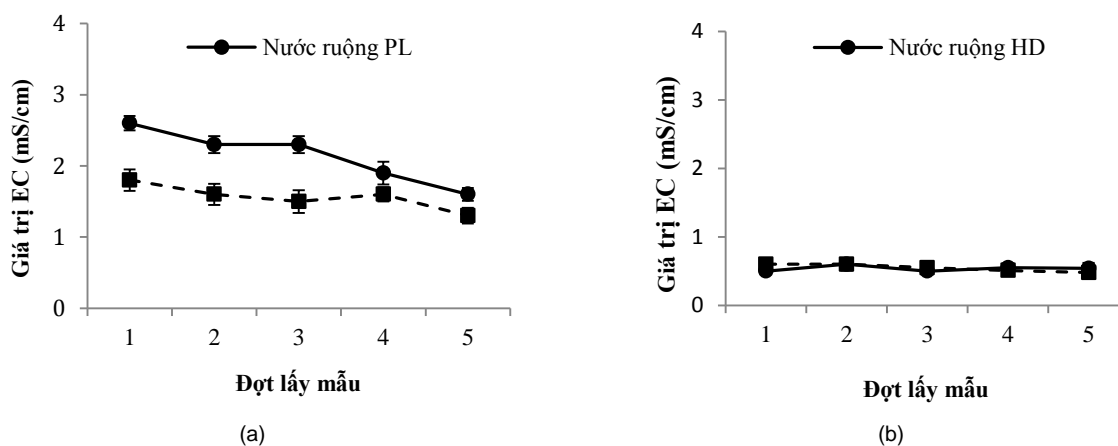 Giá trị EC (mS/cm)
4
3
2
1
0
Nước ruộng PL
1 2 3 4 5
Đợt lấy mẫu
(a)
Giá trị EC (mS/cm)
4
3
2
1
0
Nước ruộng HD
1 2 3 4 5
Đợt lấy mẫu
(b)